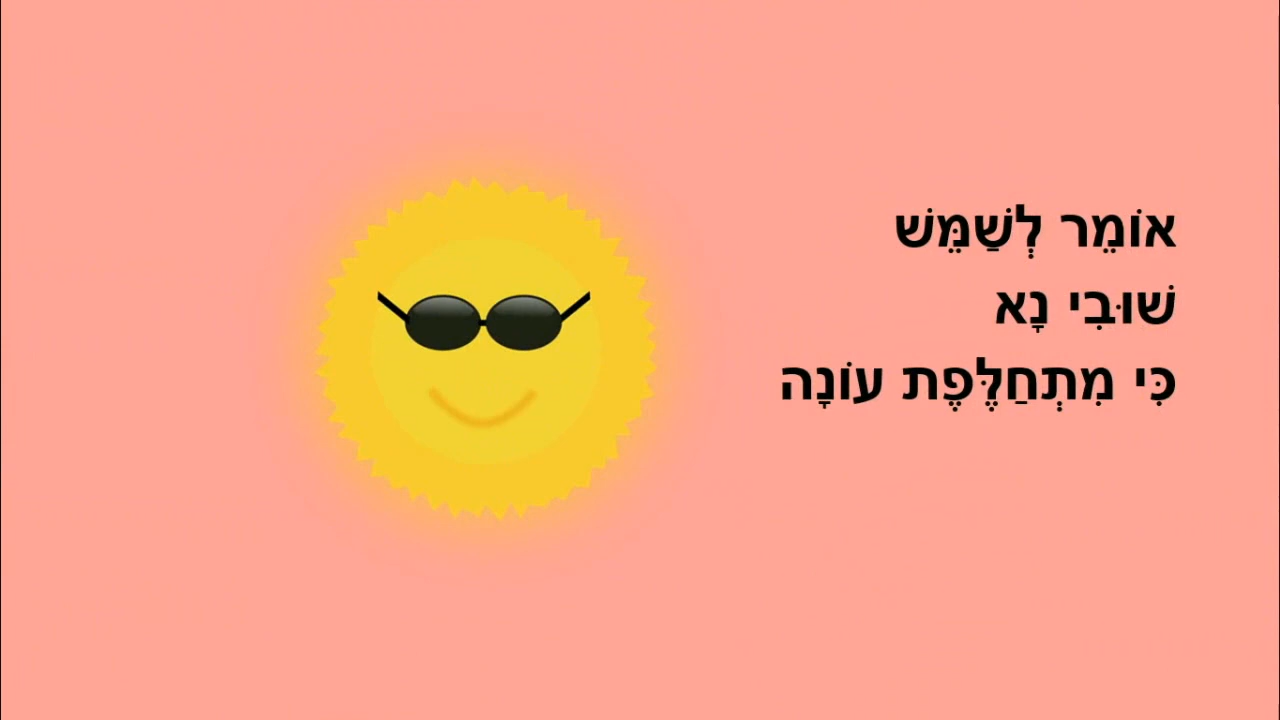 אוֹמֵר לְשַׁמֵּשׁ
שׁוּבִי נָא
כִּי מִתְחַלֶּפֶת עוֹנָה